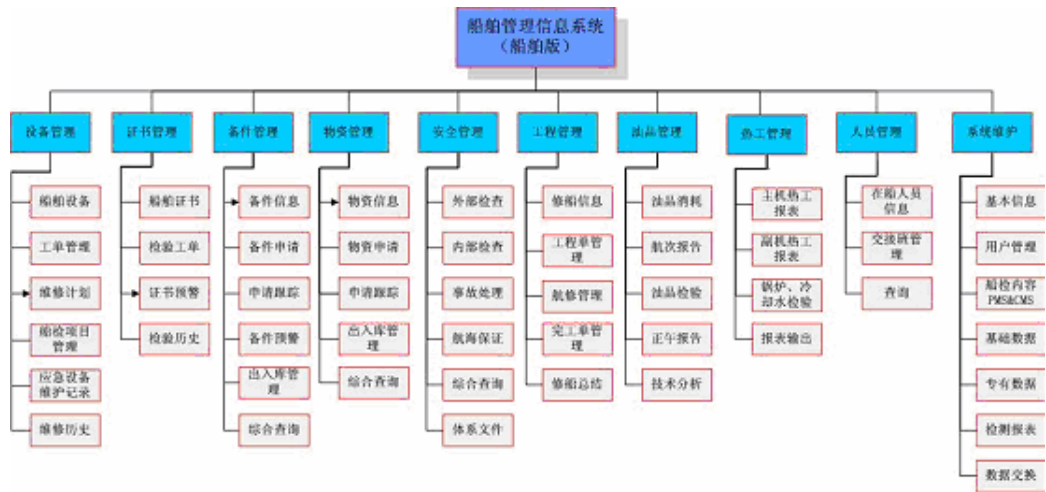 船舶管理信息系统
（船舶版）
设备管理
证书管理
备件管理
物资管理
安全管理
工程管理
油品管理
热工管理
人员管理
系统维护
船舶设备
工单管理
维修计划
船检项目
管理
应急设备
维护记录
维修历史
船舶证书
检验工单
证书预警
检验历史
备件信息
备件申请
申请跟踪
备件预警
出入库管
理
综合查询
物资信息
物资申请
申请跟踪
出入库管
理
综合查询
外部检查
内部检查
事故处理
航海保证
综合查询
体系文件
修船信息
工程单管
理
航修管理
完工单管
理
修船总结
油品消耗
航次报告
油品检验
正午报告
技术分析
主机热工
报表
副机热工
报表
锅炉、冷
却水检验
报表输出
在船人员
信息
交接班管
理
查询
基本信息
用户管理
船检内容
PMS&CMS
基础数据
专有数据
检测报表
数据交换